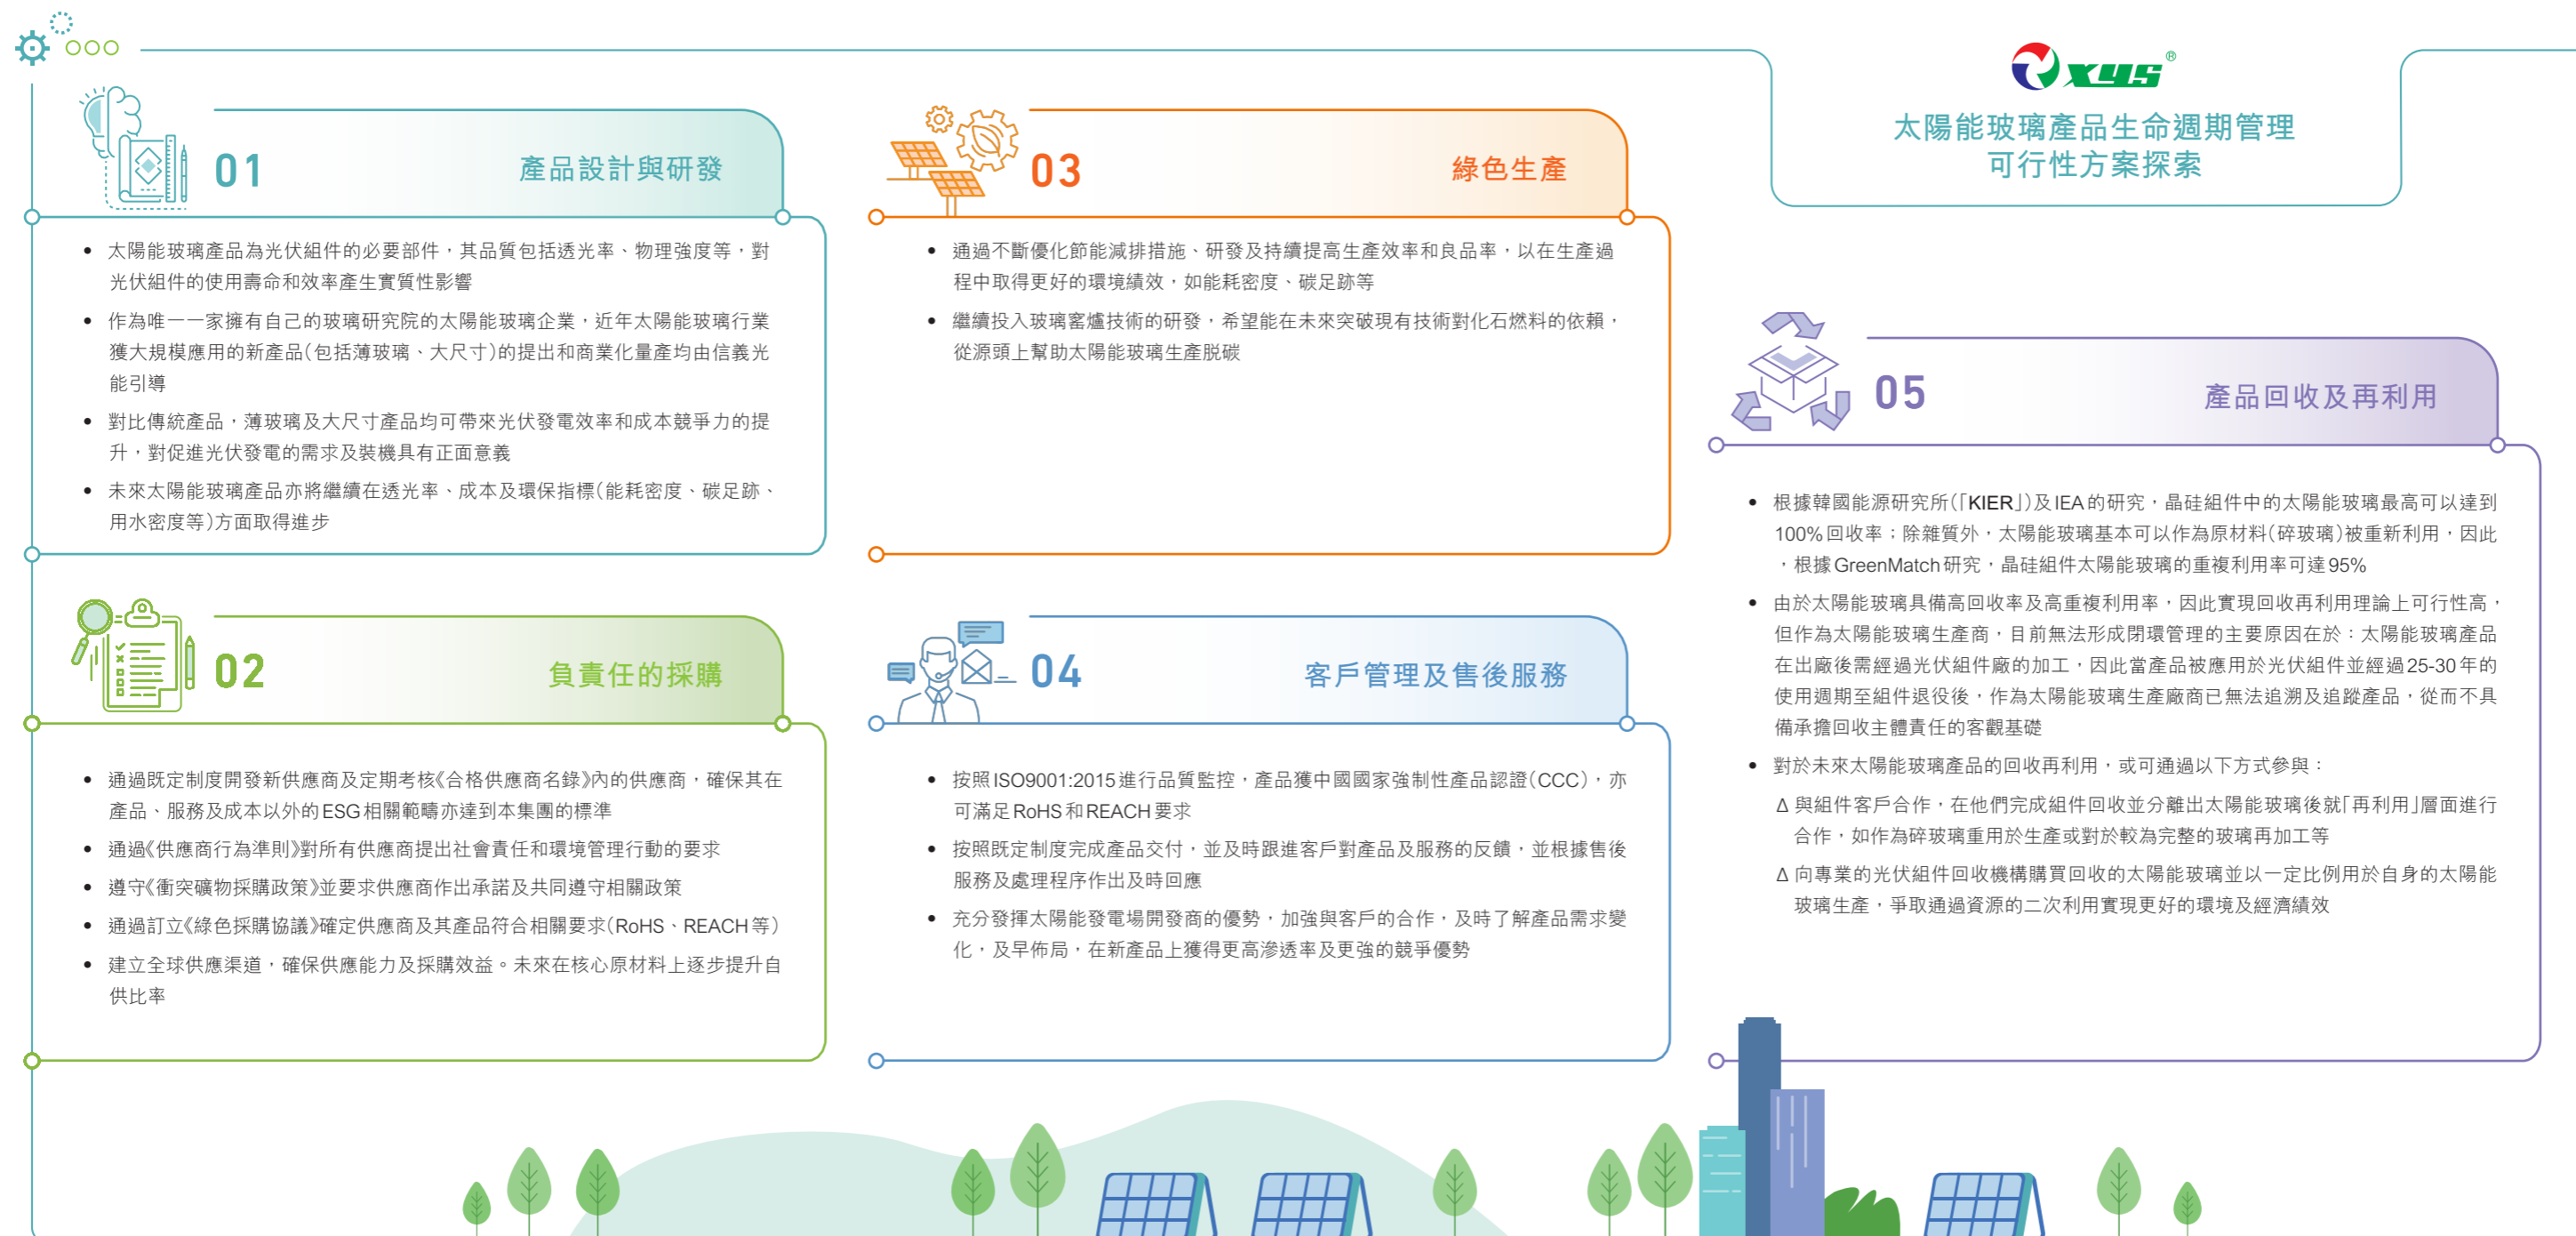 xys®
太陽能玻璃產品生命週期管理
可行性方案探索
01
產品設計與研發
• 太陽能玻璃產品為光伏組件的必要部件，其品質包括透光率、物理強度等，對
光伏組件的使用壽命和效率產生實質性影響
• 作為唯一一家擁有自己的玻璃研究院的太陽能玻璃企業，近年太陽能玻璃行業
獲大規模應用的新產品(包括薄玻璃、大尺寸)的提出和商業化量產均由信義光
能引導
• 對比傳統產品，薄玻璃及大尺寸產品均可帶來光伏發電效率和成本競爭力的提
升，對促進光伏發電的需求及裝機具有正面意義
• 未來太陽能玻璃產品亦將繼續在透光率、成本及環保指標(能耗密度、碳足跡、
用水密度等)方面取得進步
02
負責任的採購
• 通過既定制度開發新供應商及定期考核《合格供應商名錄》內的供應商，確保其在
產品、服務及成本以外的ESG相關範疇亦達到本集團的標準
• 通過《供應商行為準則》對所有供應商提出社會責任和環境管理行動的要求
• 遵守《衝突礦物採購政策》並要求供應商作出承諾及共同遵守相關政策
• 通過訂立《綠色採購協議》確定供應商及其產品符合相關要求(RoHS、REACH等)
• 建立全球供應渠道，確保供應能力及採購效益。未來在核心原材料上逐步提升自
供比率
03
綠色生產
• 通過不斷優化節能減排措施、研發及持續提高生產效率和良品率，以在生產過
程中取得更好的環境績效，如能耗密度、碳足跡等
• 繼續投入玻璃窰爐技術的研發，希望能在未來突破現有技術對化石燃料的依賴，
從源頭上幫助太陽能玻璃生產脫碳
04
客戶管理及售後服務
• 按照ISO9001:2015進行品質監控，產品獲中國國家強制性產品認證(CCC)，亦
可滿足RoHS和REACH要求
• 按照既定制度完成產品交付，並及時跟進客戶對產品及服務的反饋，並根據售後
服務及處理程序作出及時回應
• 充分發揮太陽能發電場開發商的優勢，加強與客戶的合作，及時了解產品需求變
化，及早佈局，在新產品上獲得更高滲透率及更強的競爭優勢
05
產品回收及再利用
• 根據韓國能源研究所(「KIER」)及IEA的研究，晶硅組件中的太陽能玻璃最高可以達到
100%回收率；除雜質外，太陽能玻璃基本可以作為原材料(碎玻璃)被重新利用，因此
，根據GreenMatch研究，晶硅組件太陽能玻璃的重複利用率可達95%
• 由於太陽能玻璃具備高回收率及高重複利用率，因此實現回收再利用理論上可行性高，
但作為太陽能玻璃生產商，目前無法形成閉環管理的主要原因在於：太陽能玻璃產品
在出廠後需經過光伏組件廠的加工，因此當產品被應用於光伏組件並經過25-30年的
使用週期至組件退役後，作為太陽能玻璃生產廠商已無法追溯及追蹤產品，從而不具
備承擔回收主體責任的客觀基礎
• 對於未來太陽能玻璃產品的回收再利用，或可通過以下方式參與：
Δ 與組件客戶合作，在他們完成組件回收並分離出太陽能玻璃後就「再利用」層面進行
合作，如作為碎玻璃重用於生產或對於較為完整的玻璃再加工等
Δ 向專業的光伏組件回收機構購買回收的太陽能玻璃並以一定比例用於自身的太陽能
玻璃生產，爭取通過資源的二次利用實現更好的環境及經濟績效